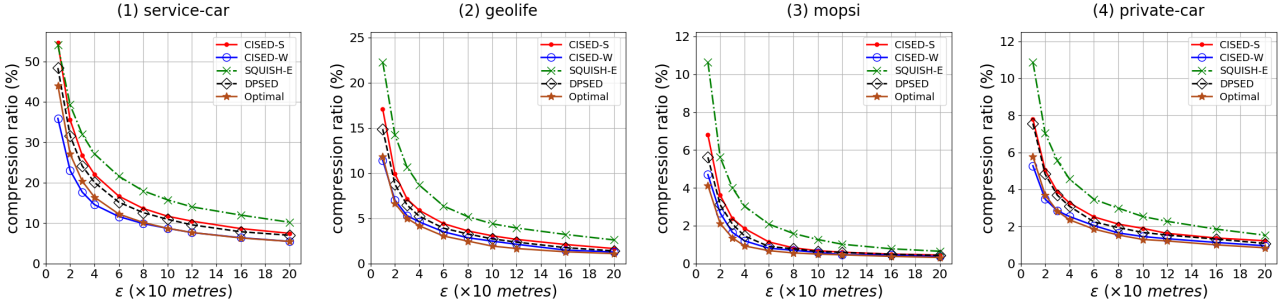 (1) service-car
compression ratio (%)
50
40
30
20
10
0
0 2 4 6 8 10 12 14 16 18 20
ε (×10 metres)
CISED-S
CISED-W
SQUISH-E
DPSED
Optimal
(2) geolife
compression ratio (%)
25
20
15
10
5
0
0 2 4 6 8 10 12 14 16 18 20
ε (×10 metres)
CISED-S
CISED-W
SQUISH-E
DPSED
Optimal
(3) mopsi
compression ratio (%)
12
10
8
6
4
2
0
0 2 4 6 8 10 12 14 16 18 20
ε (×10 metres)
CISED-S
CISED-W
SQUISH-E
DPSED
Optimal
(4) private-car
compression ratio (%)
12
10
8
6
4
2
0
0 2 4 6 8 10 12 14 16 18 20
ε (×10 metres)
CISED-S
CISED-W
SQUISH-E
DPSED
Optimal